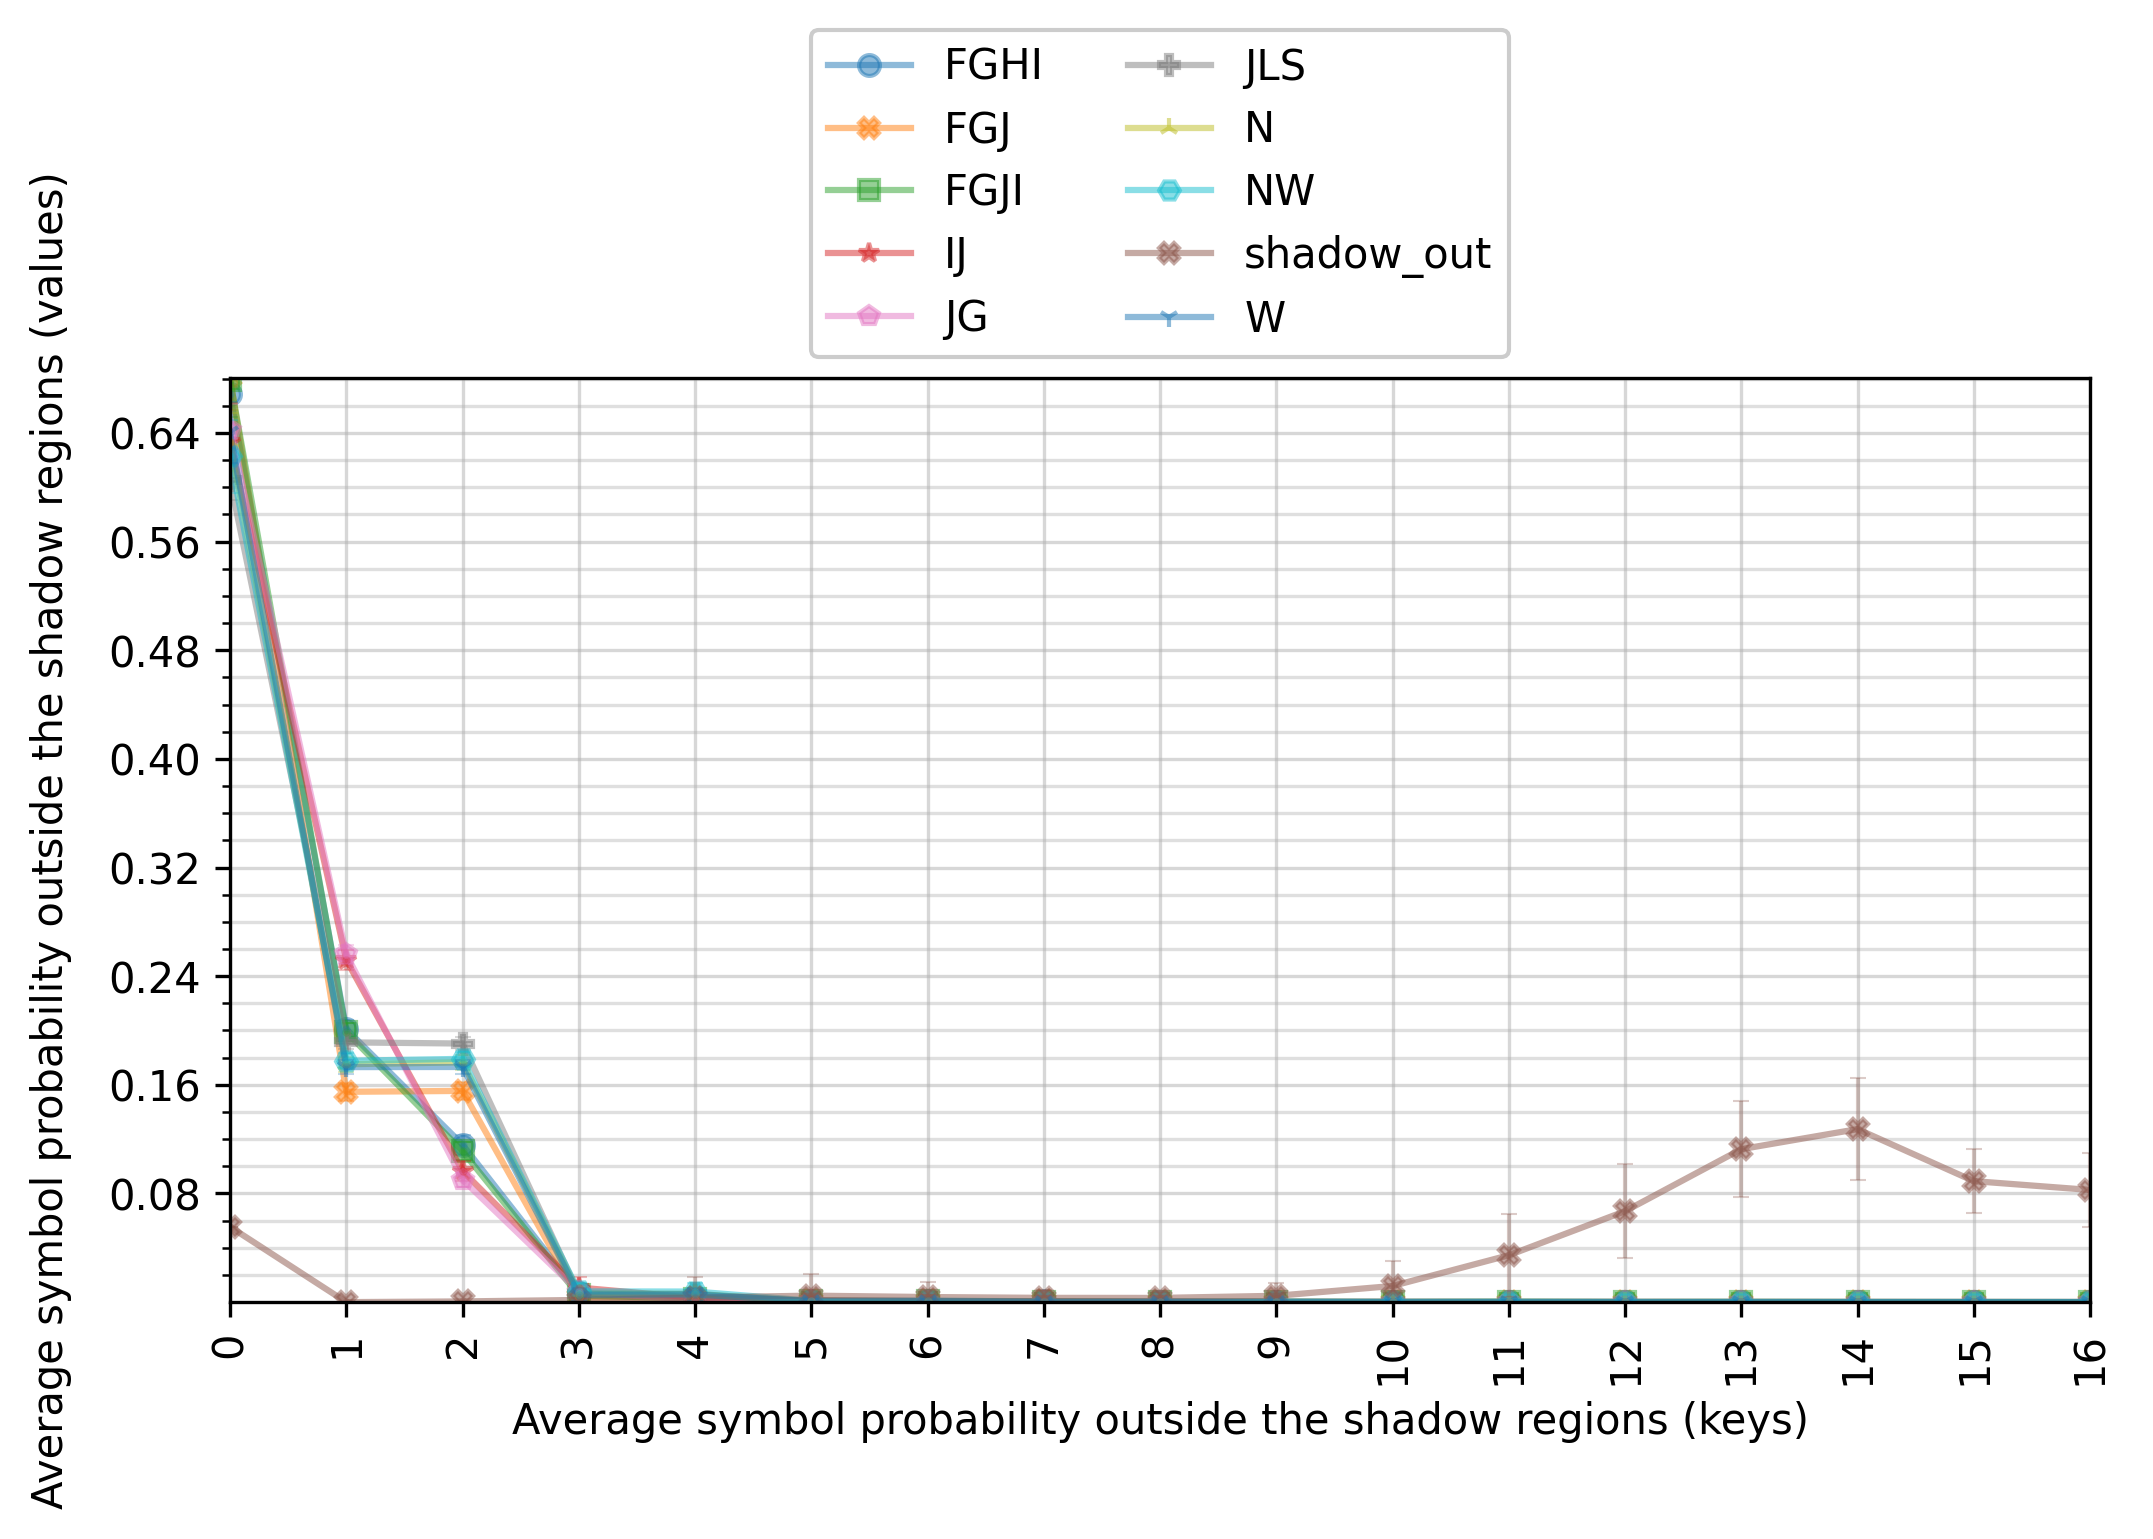 FGHI
FGJ
FGJI
IJ
JG
JLS
N
NW
shadow_out
W
Average symbol probability outside the shadow regions (values)
0.64
0.56
0.48
0.40
0.32
0.24
0.16
0.08
0 1 2 3 4 5 6 7 8 9 10 11 12 13 14 15 16
Average symbol probability outside the shadow regions (keys)